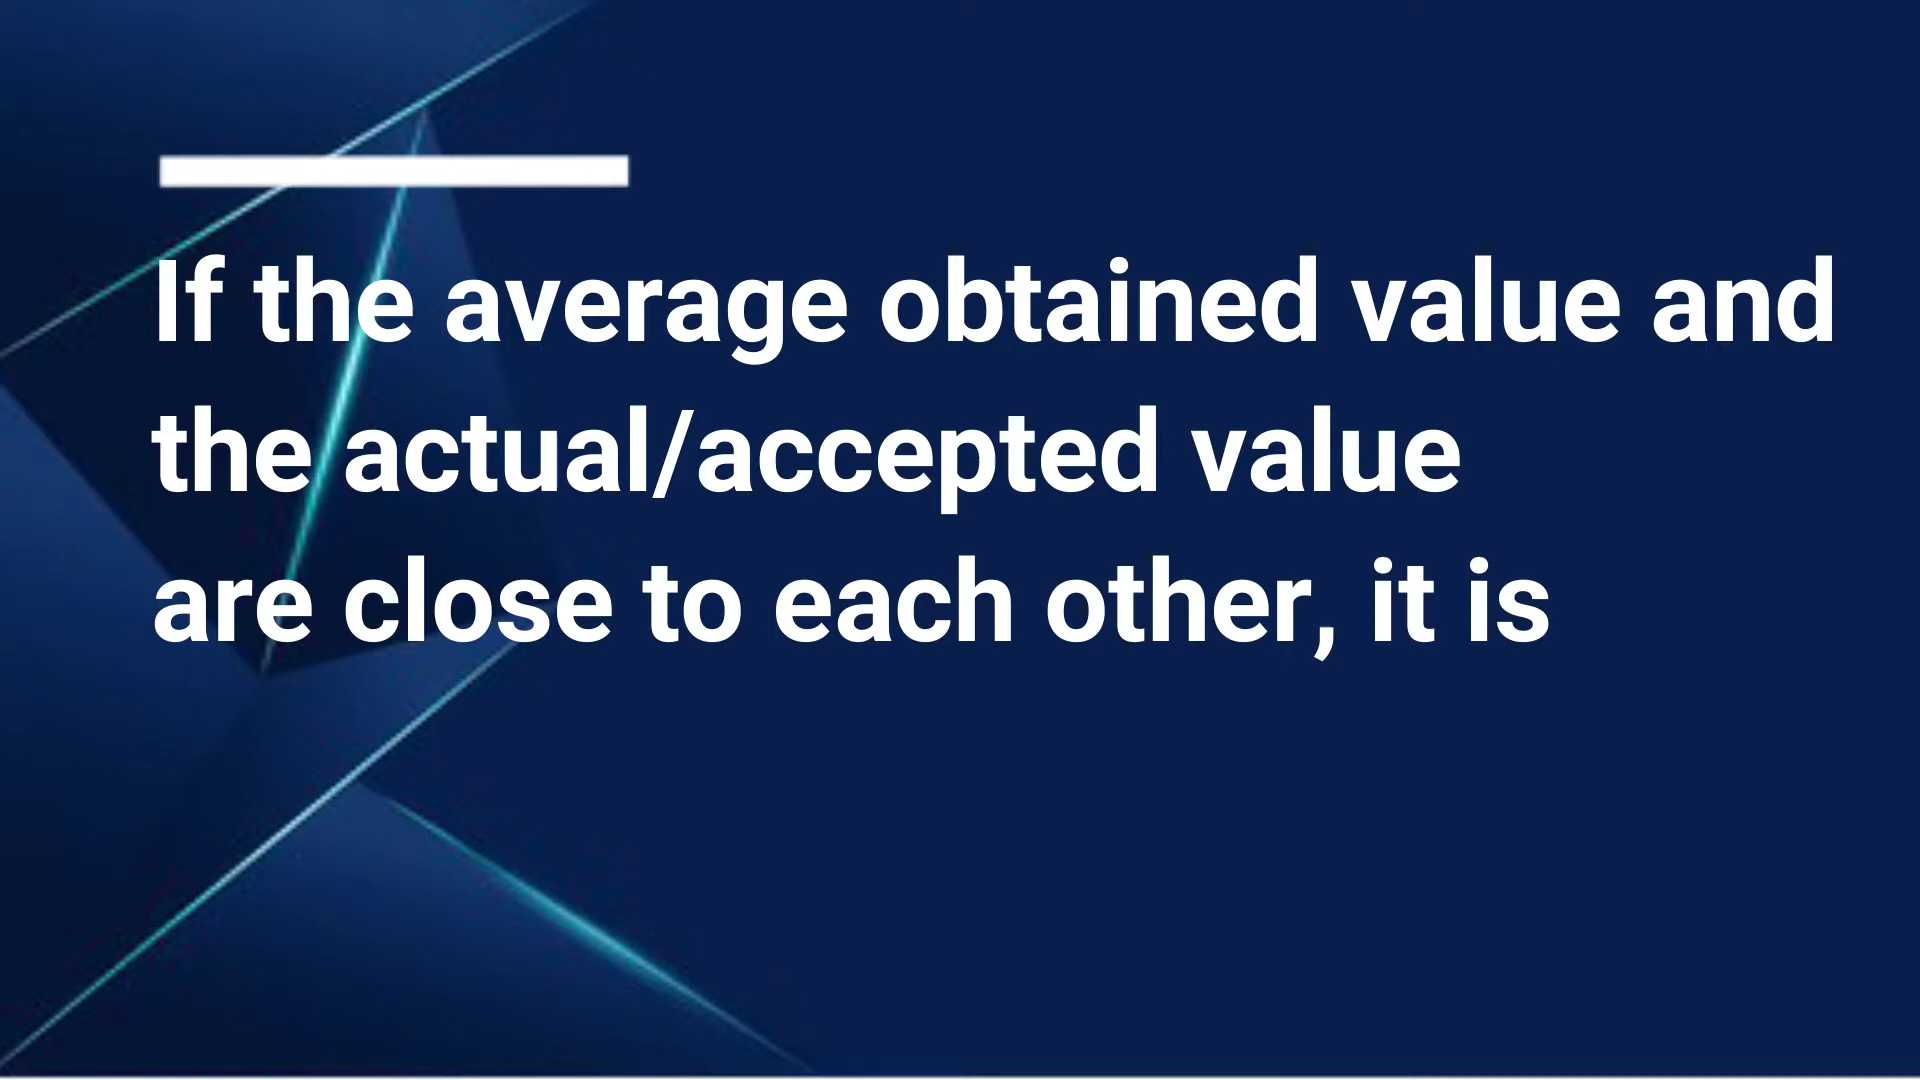 If the average obtained value and
the actual/accepted value
are close to each other, it is